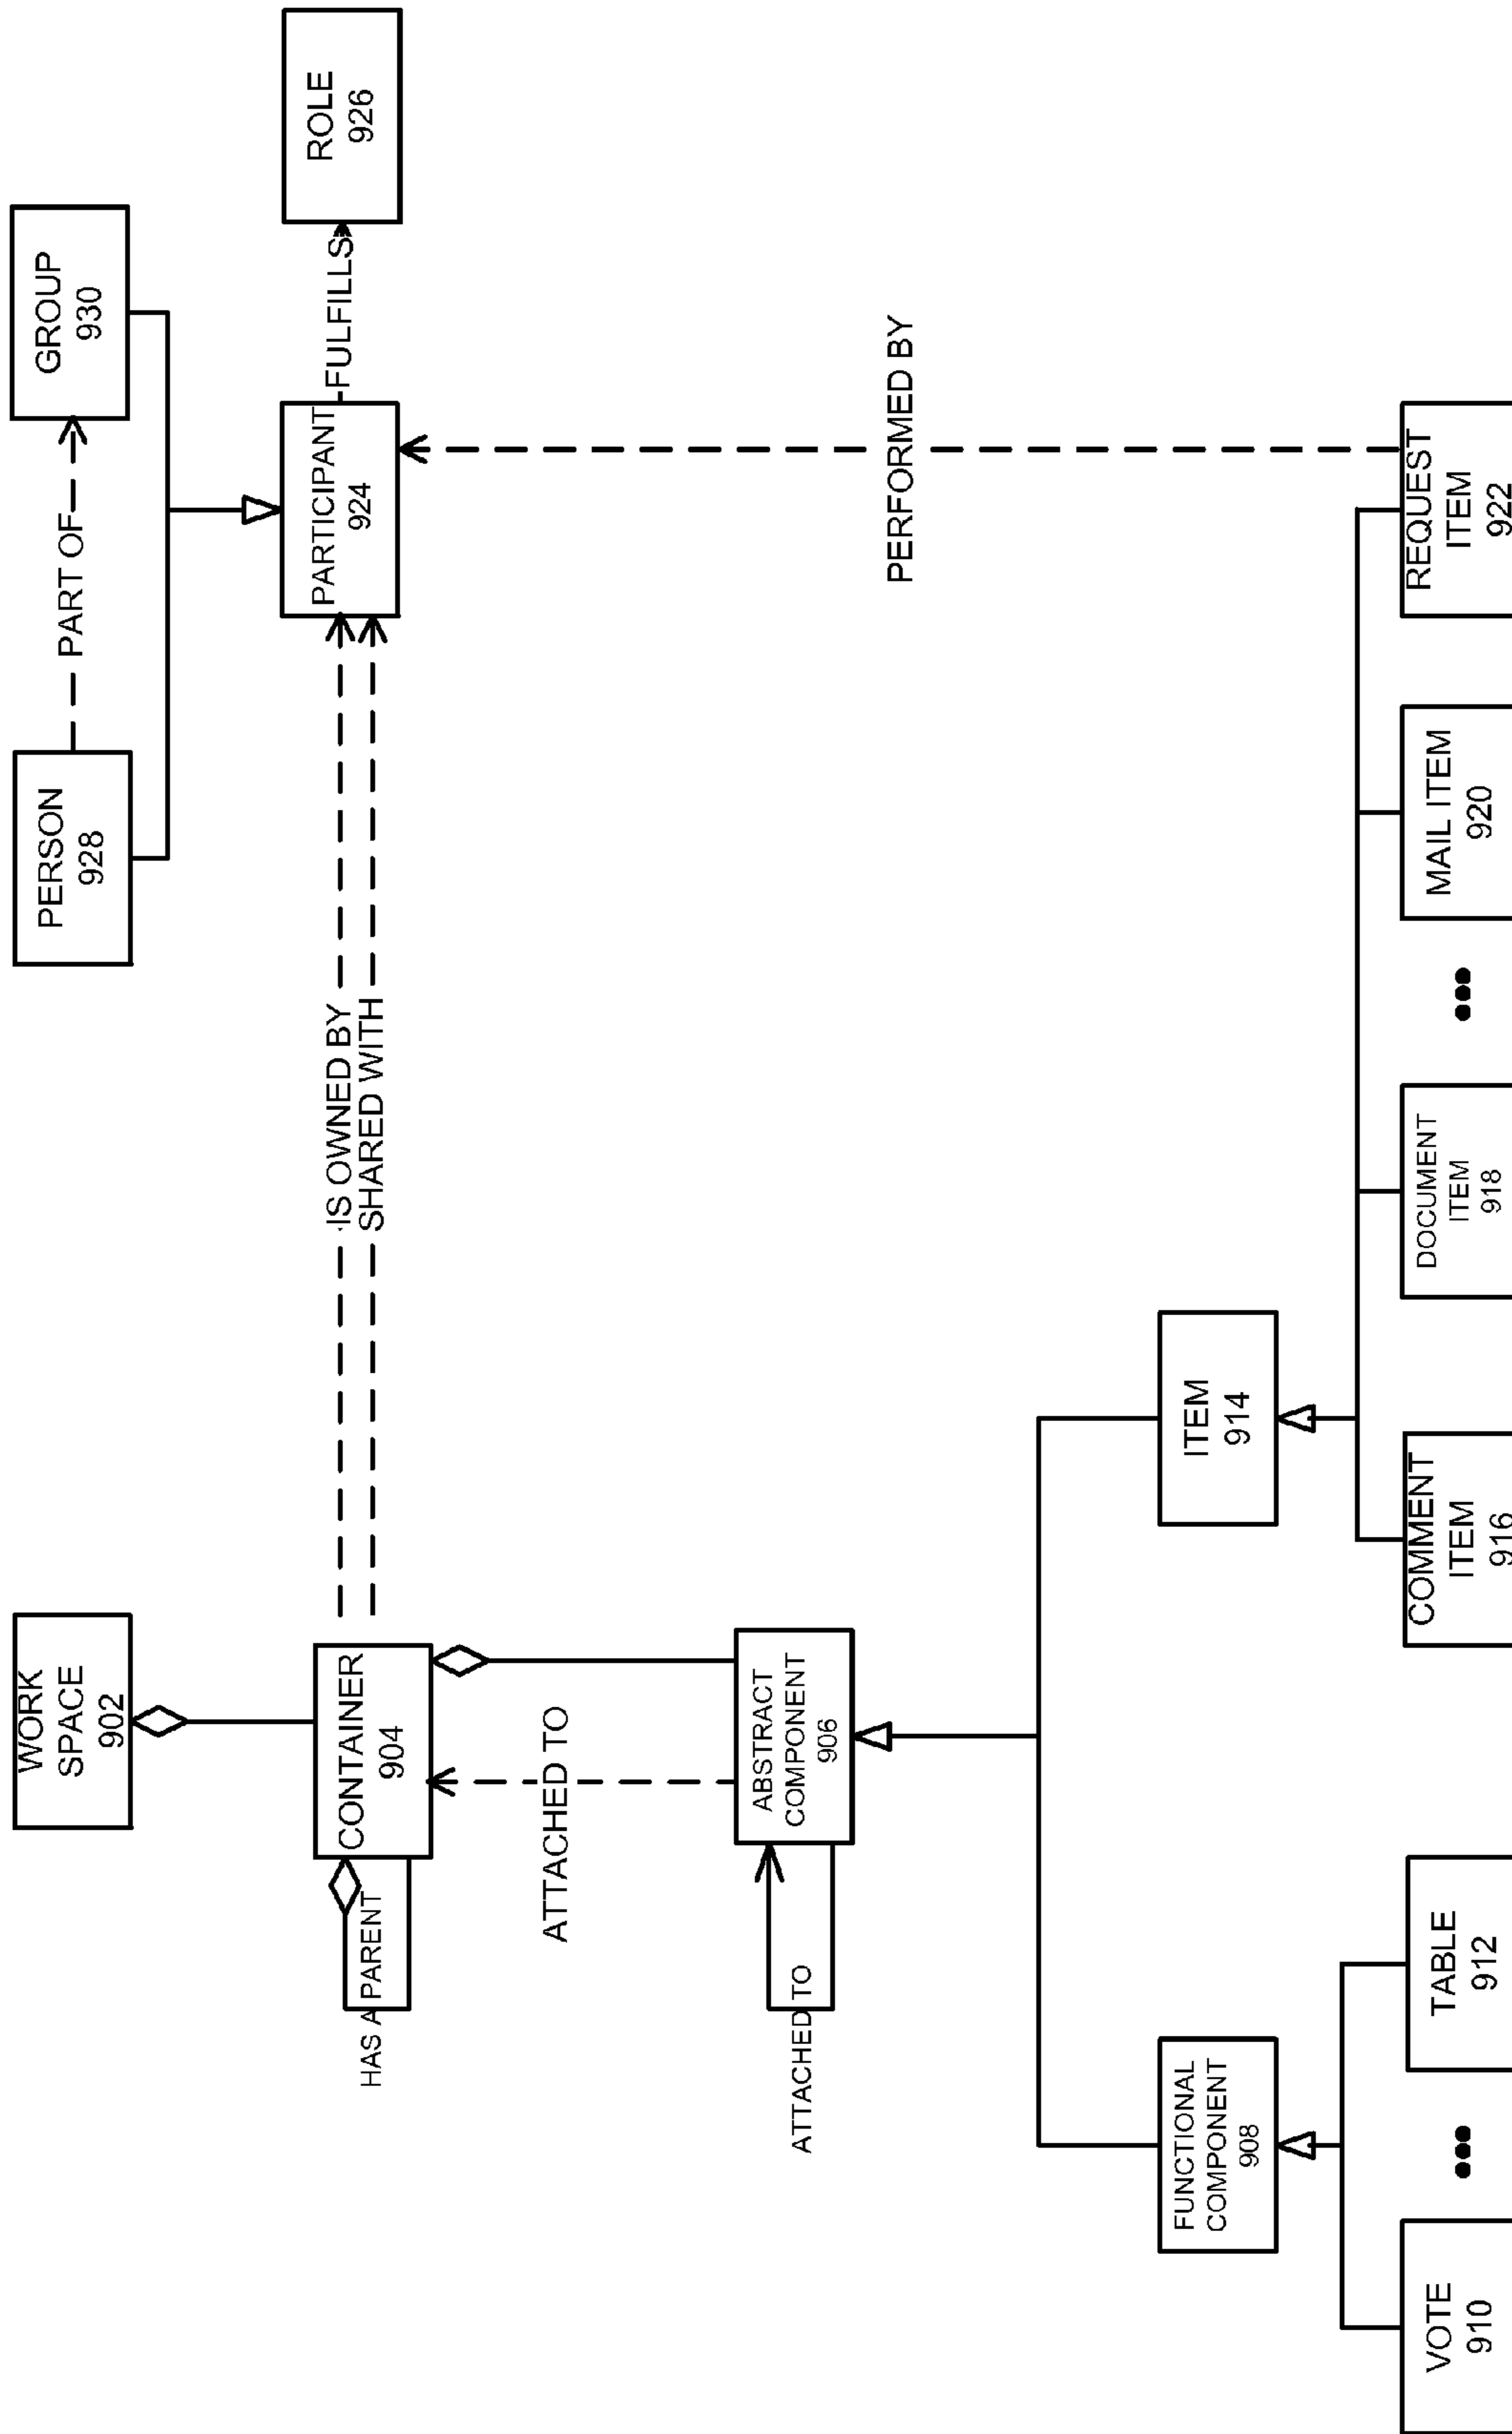 WORK
SPACE
902
PERSON
928
PART OF
GROUP
930
HAS A PARENT
CONTAINER
904
IS OWNED BY
SHARED WITH
PARTICIPANT
924
FULFILLS
ROLE
926
ATTACHED TO
ATTACHED TO
ABSTRACT
COMPONENT
906
PERFORMED BY
FUNCTIONAL
COMPONENT
908
ITEM
914
VOTE
910
TABLE
912
COMMENT
ITEM
916
DOCUMENT
ITEM
918
MAIL ITEM
920
REQUEST
ITEM
922